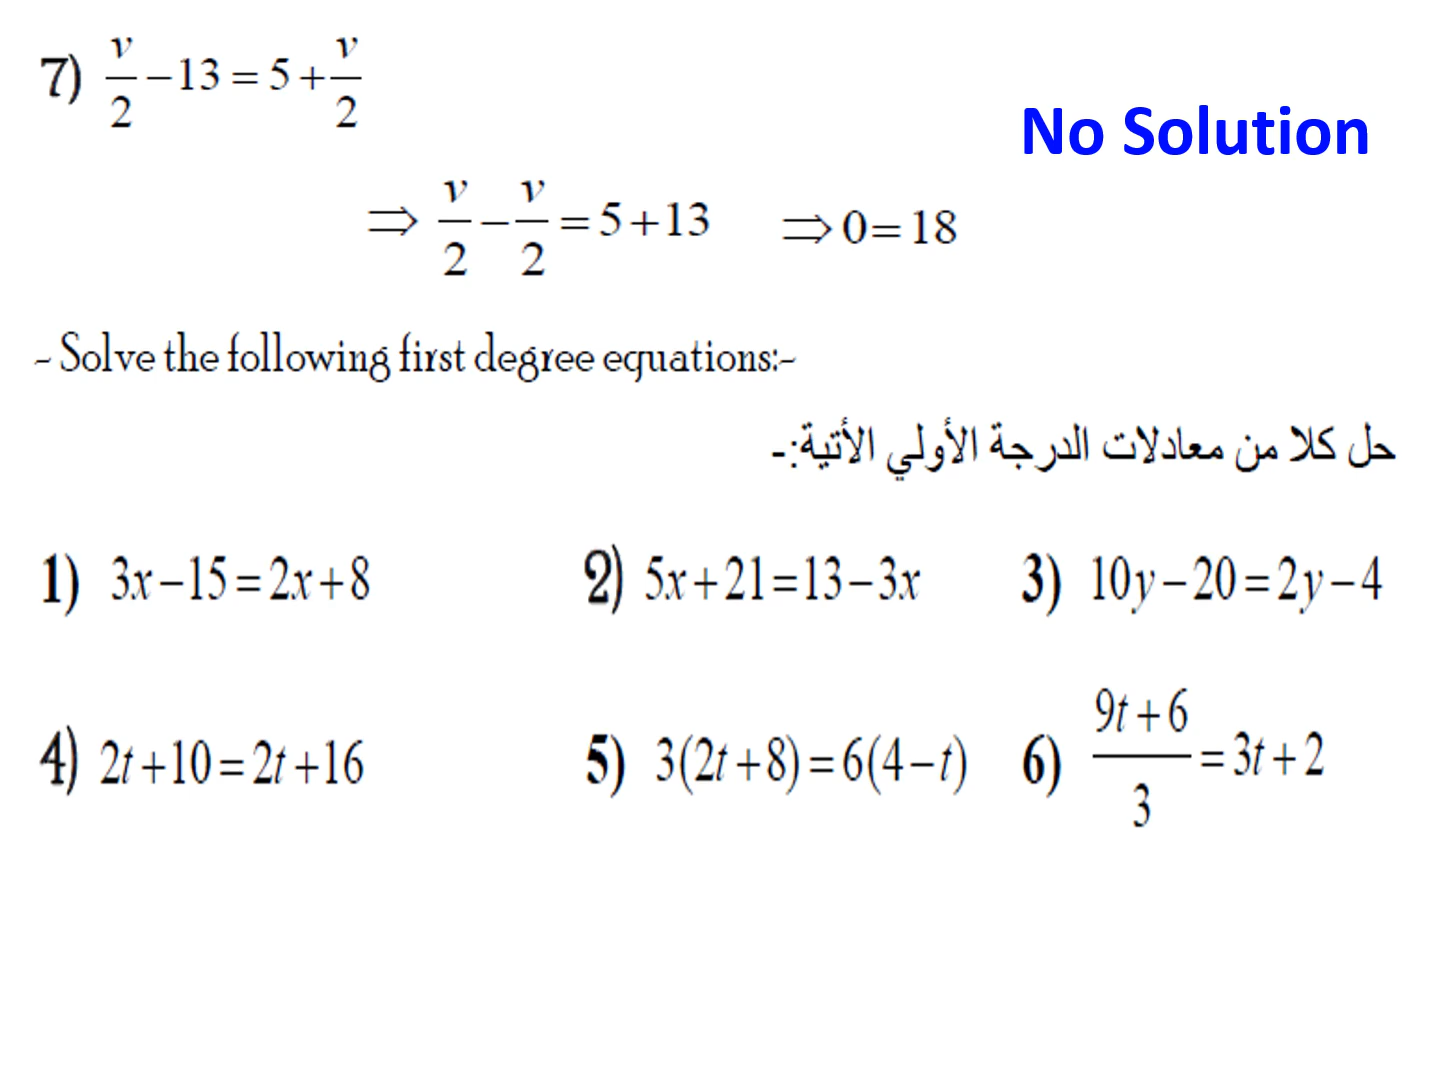 7) v/2 − 13 = 5 + v/2
No Solution
⇒ v/2 − v/2 = 5 + 13 ⇒ 0 = 18
- Solve the following first degree equations:-
حل كلا من معادلات الدرجة الأولي الأتية:-
1) 3x − 15 = 2x + 8 2) 5x + 21 = 13 − 3x 3) 10y − 20 = 2y − 4
4) 2t + 10 = 2t + 16 5) 3(2t + 8) = 6(4 − t) 6) (9t + 6)/3 = 3t + 2